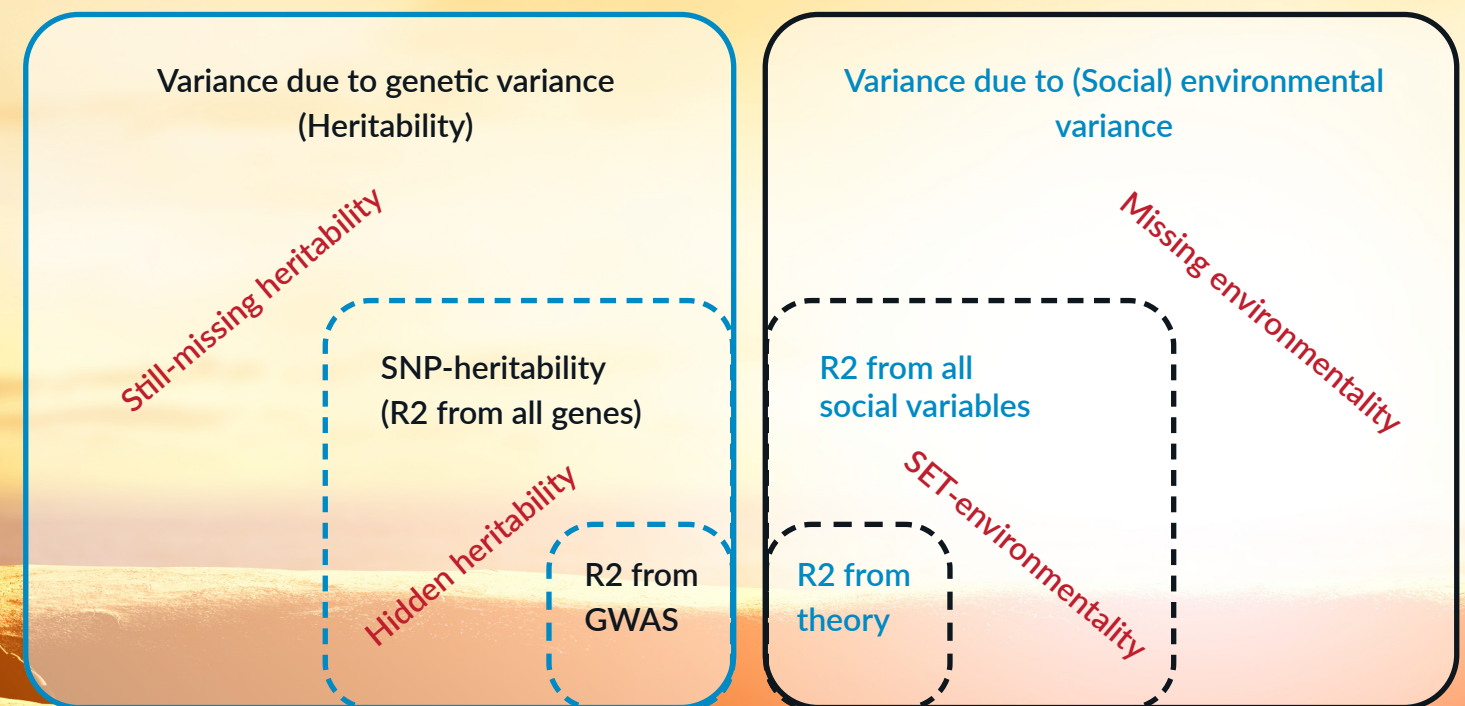 Variance due to genetic variance
(Heritability)
Still-missing heritability
SNP-heritability
(R2 from all genes)
Hidden heritability
R2 from
GWAS
Variance due to (Social) environmental
variance
Missing environmentality
R2 from all
social variables
SET-environmentality
R2 from
theory